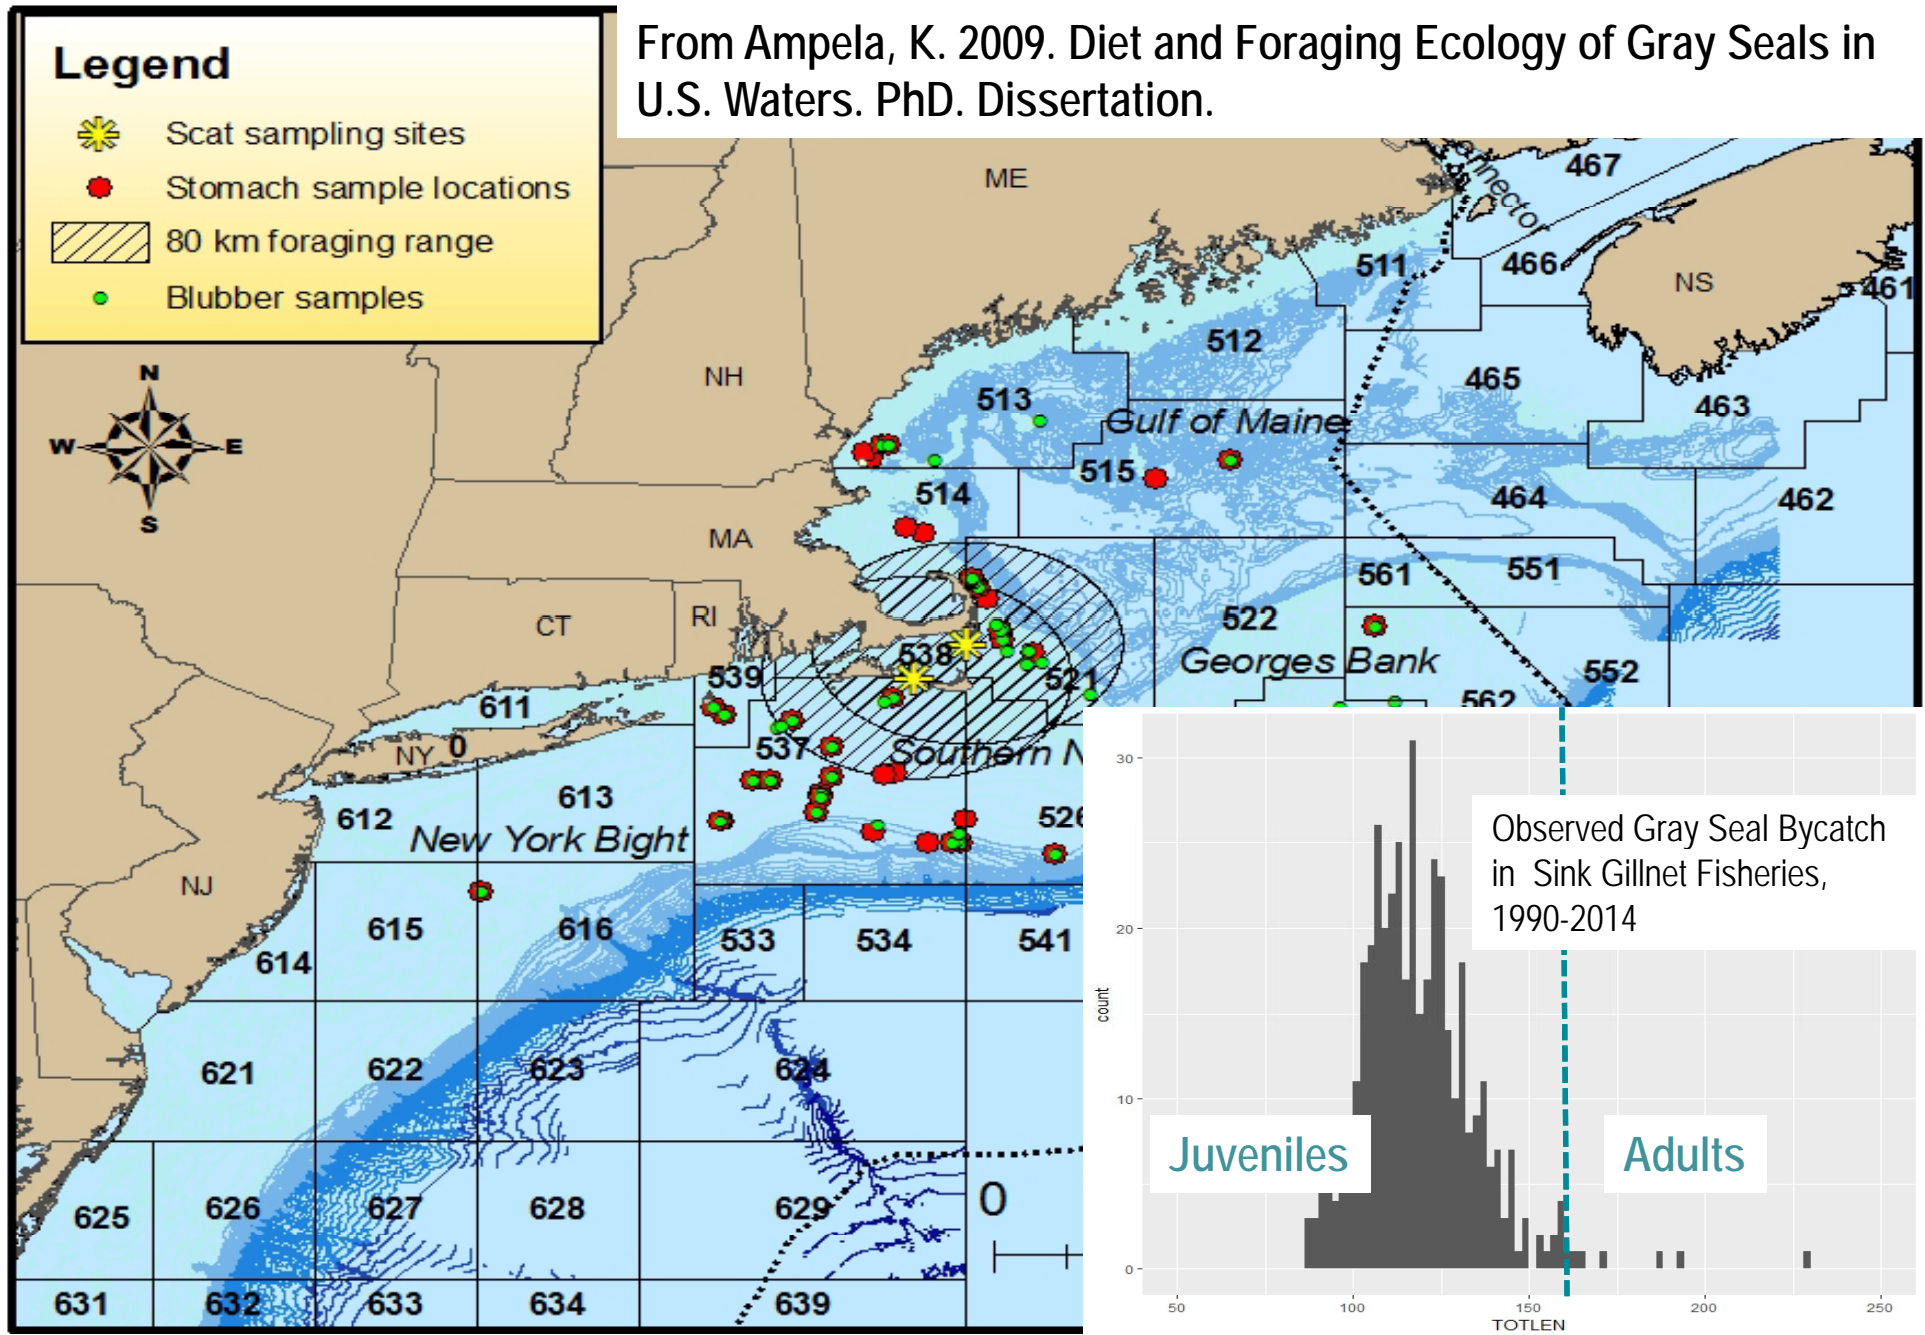 From Ampela, K. 2009. Diet and Foraging Ecology of Gray Seals in
U.S. Waters. PhD. Dissertation.
Legend
Scat sampling sites
Stomach sample locations
80 km foraging range
Blubber samples
N
W
E
S
ME
NH
MA
CT
RI
NY
NJ
NS
467
466
461
511
512
513
465
463
Gulf of Maine
515
514
464
462
561
551
522
Georges Bank
552
562
538
521
539
611
0
537
Southern N
613
612
New York Bight
526
615
616
614
533
534
541
621
622
623
624
625
626
627
628
629
0
631
632
633
634
639
Observed Gray Seal Bycatch
in Sink Gillnet Fisheries,
1990-2014
Juveniles
Adults
count
30
20
10
0
50
100
150
200
250
TOTLEN